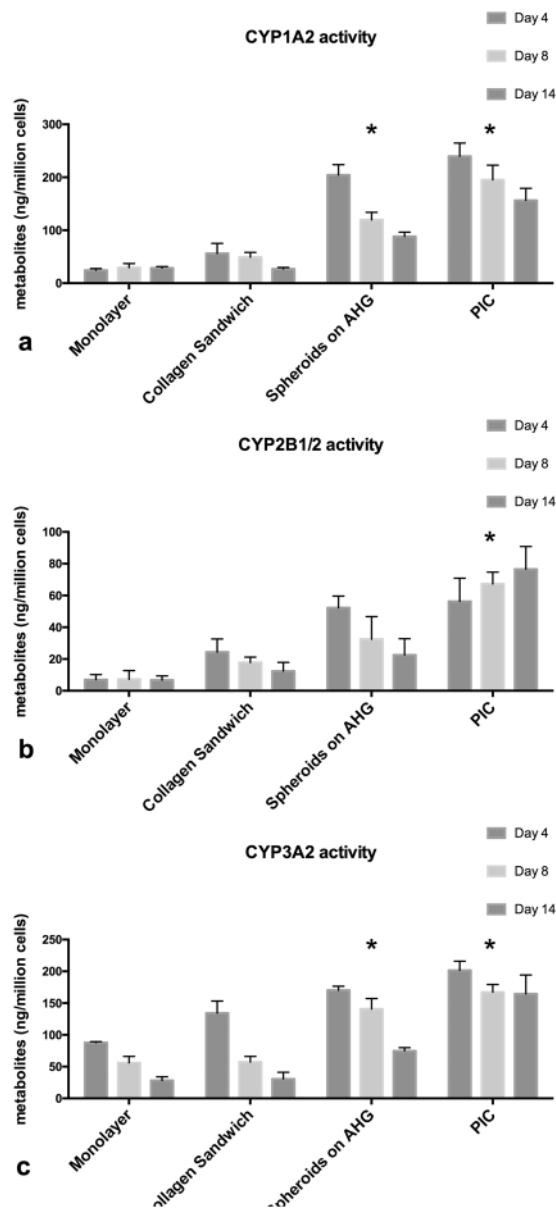 CYP1A2 activity
Day 4
Day 8
Day 14
metabolites (ng/million cells)
300
200
100
0
Monolayer
Collagen Sandwich
Spheroids on AHG
PIC
*
*
a
CYP2B1/2 activity
Day 4
Day 8
Day 14
metabolites (ng/million cells)
100
80
60
40
20
0
Monolayer
Collagen Sandwich
Spheroids on AHG
PIC
*
b
CYP3A2 activity
Day 4
Day 8
Day 14
metabolites (ng/million cells)
250
200
150
100
50
0
Monolayer
ollagen Sandwich
pheroids on AHG
PIC
*
*
c